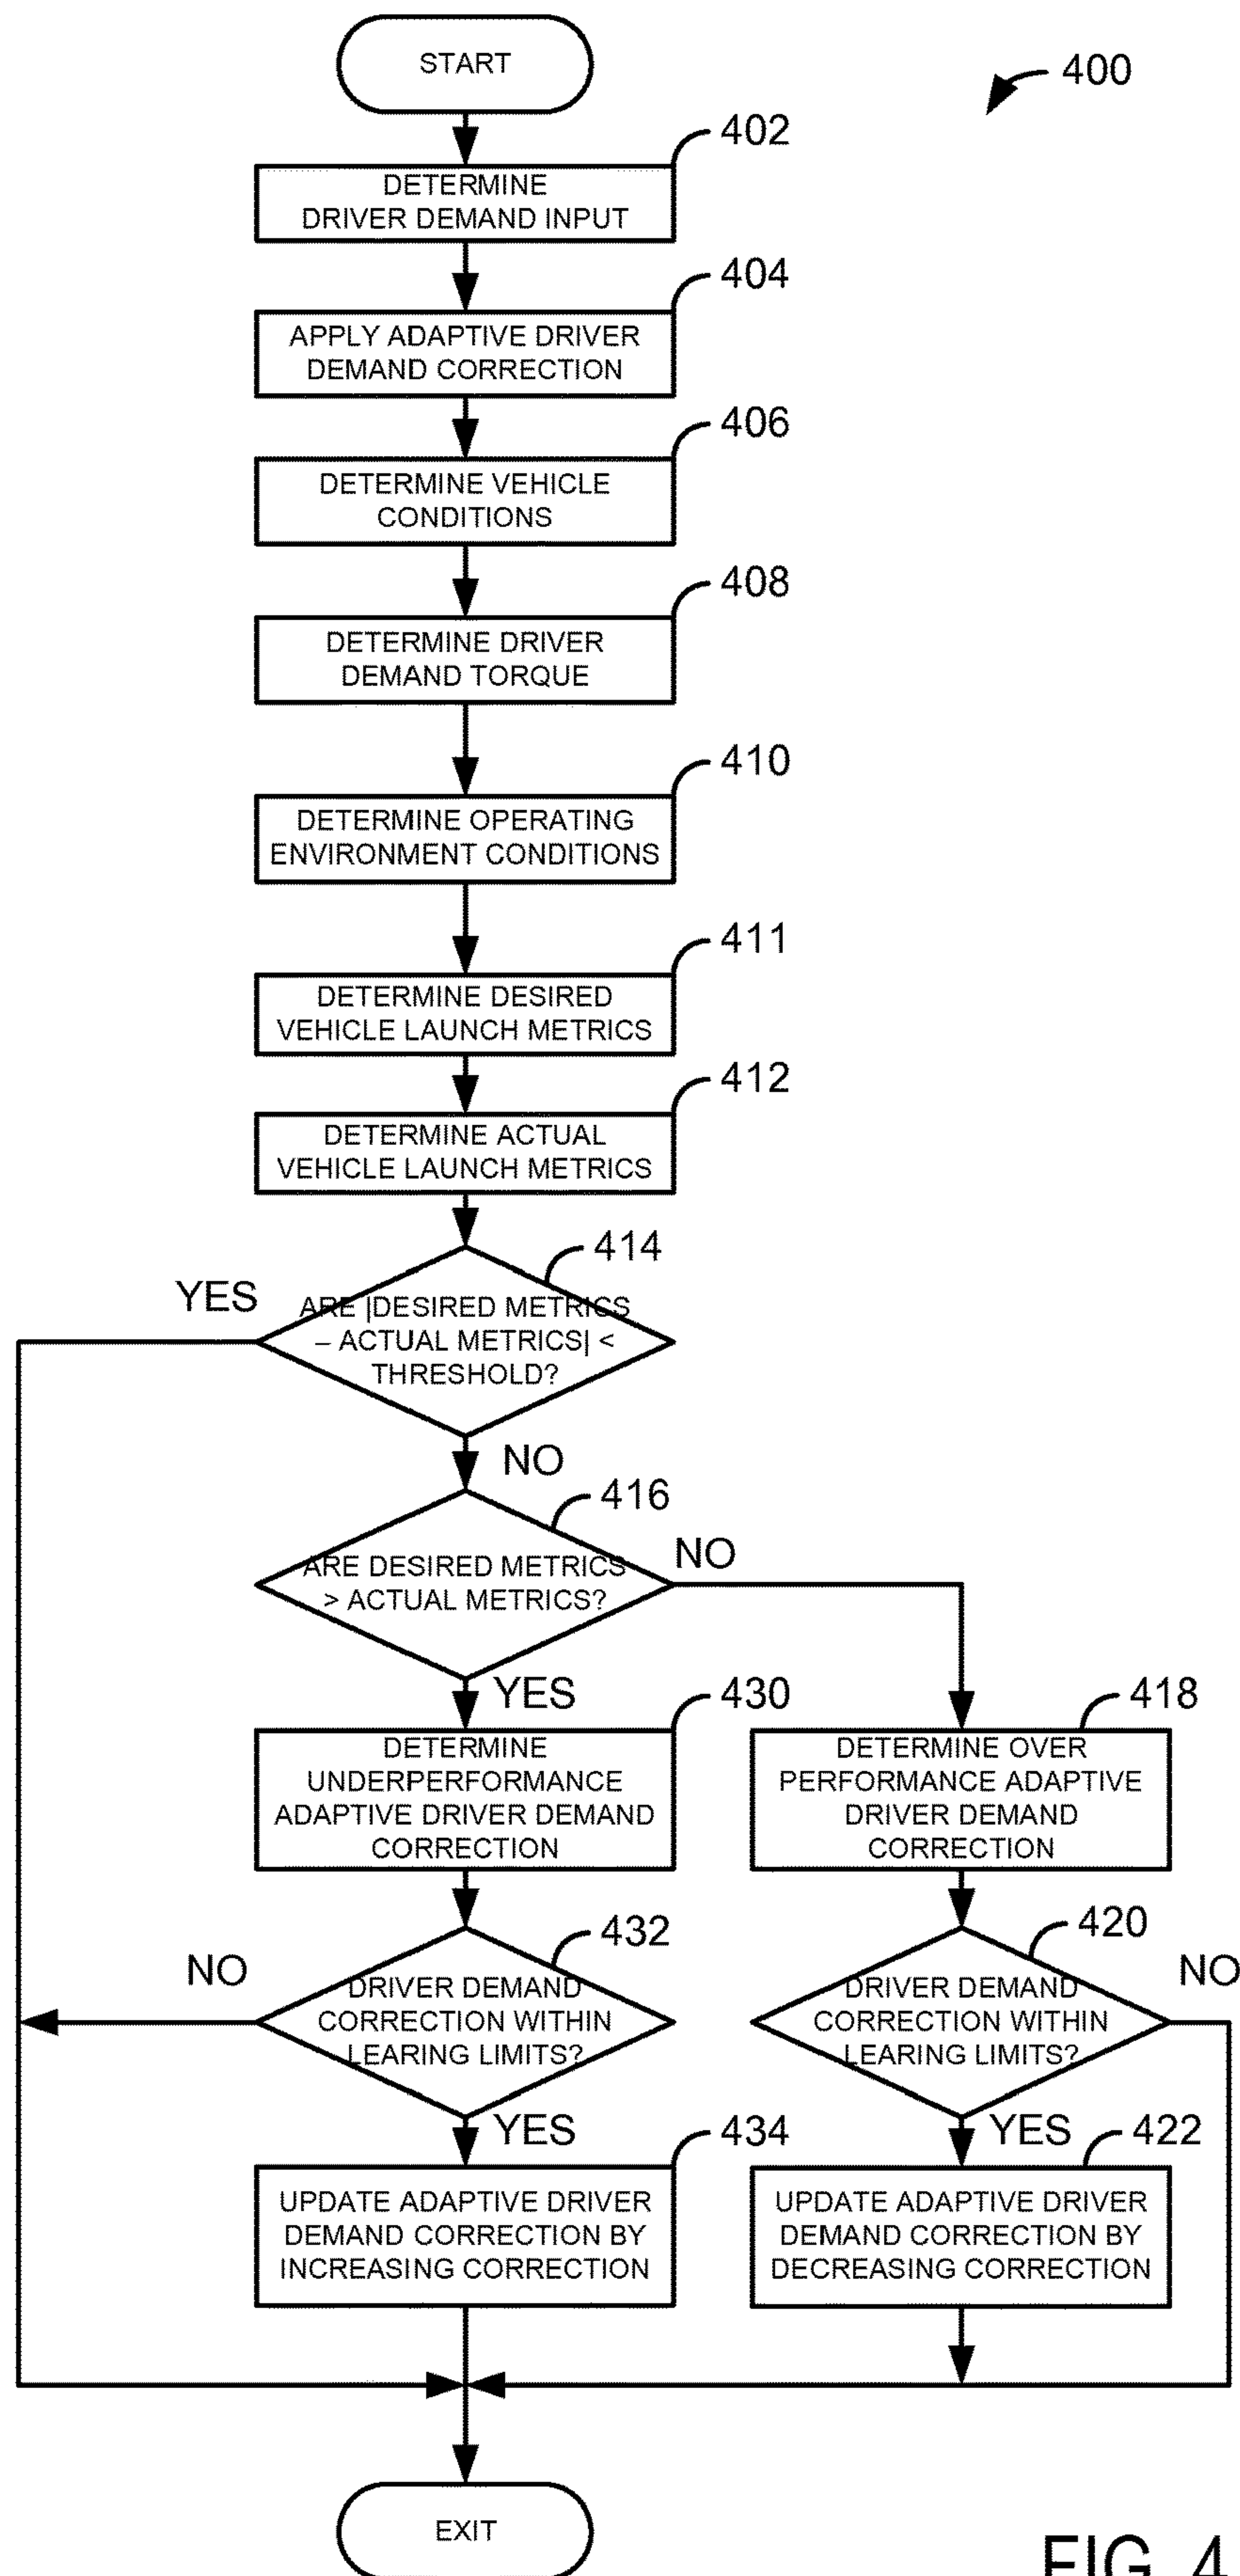 START
400
402
DETERMINE
DRIVER DEMAND INPUT
404
APPLY ADAPTIVE DRIVER
DEMAND CORRECTION
406
DETERMINE VEHICLE
CONDITIONS
408
DETERMINE DRIVER
DEMAND TORQUE
410
DETERMINE OPERATING
ENVIRONMENT CONDITIONS
411
DETERMINE DESIRED
VEHICLE LAUNCH METRICS
412
DETERMINE ACTUAL
VEHICLE LAUNCH METRICS
414
YES
ARE |DESIRED METRICS
– ACTUAL METRICS| <
THRESHOLD?
NO
416
ARE DESIRED METRICS
> ACTUAL METRICS?
NO
YES
430
DETERMINE
UNDERPERFORMANCE
ADAPTIVE DRIVER DEMAND
CORRECTION
418
DETERMINE OVER
PERFORMANCE ADAPTIVE
DRIVER DEMAND
CORRECTION
432
NO
DRIVER DEMAND
CORRECTION WITHIN
LEARING LIMITS?
YES
420
NO
DRIVER DEMAND
CORRECTION WITHIN
LEARING LIMITS?
YES
434
UPDATE ADAPTIVE DRIVER
DEMAND CORRECTION BY
INCREASING CORRECTION
422
UPDATE ADAPTIVE DRIVER
DEMAND CORRECTION BY
DECREASING CORRECTION
EXIT
FIG. 4